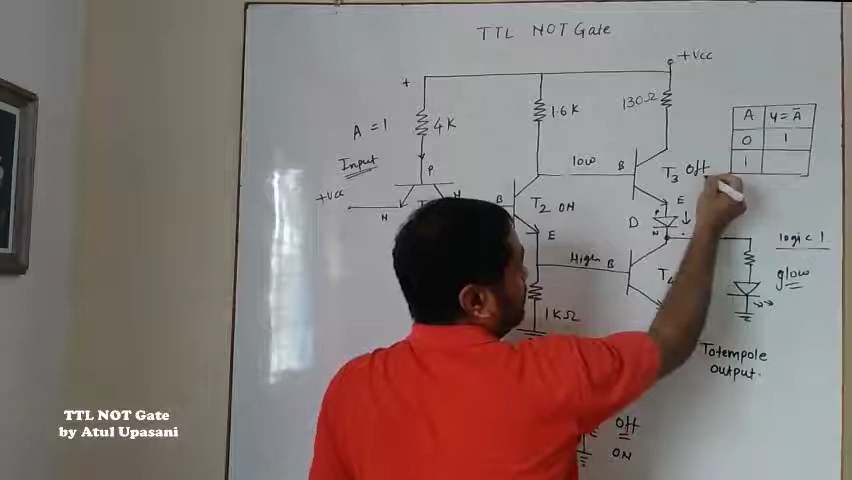 TTL NOT Gate
+Vcc
+
A = 1
4K
1.6 K
130Ω
A y = A̅
0 1
1
Input
P
low
B
T3 Off
+Vcc
N
N
B
T2 ON
E
E
D
P
N
logic 1
High
B
T4
glow
1KΩ
Totempole
output.
Off
ON
TTL NOT Gate
by Atul Upasani